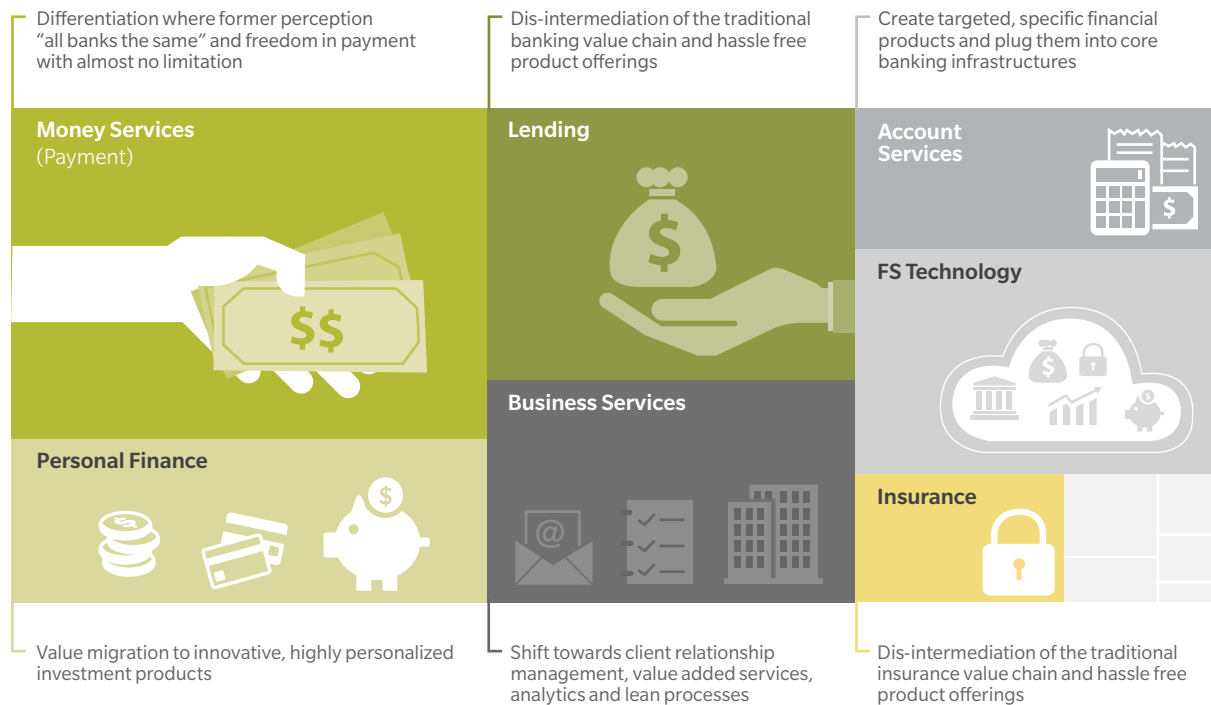 Differentiation where former perception
“all banks the same” and freedom in payment
with almost no limitation
Dis-intermediation of the traditional
banking value chain and hassle free
product offerings
Create targeted, specific financial
products and plug them into core
banking infrastructures
Money Services
(Payment)
$$
Lending
$
Account
Services
$
FS Technology
$
$
Personal Finance
$
Business Services
@
Insurance
Value migration to innovative, highly personalized
investment products
Shift towards client relationship
management, value added services,
analytics and lean processes
Dis-intermediation of the traditional
insurance value chain and hassle free
product offerings